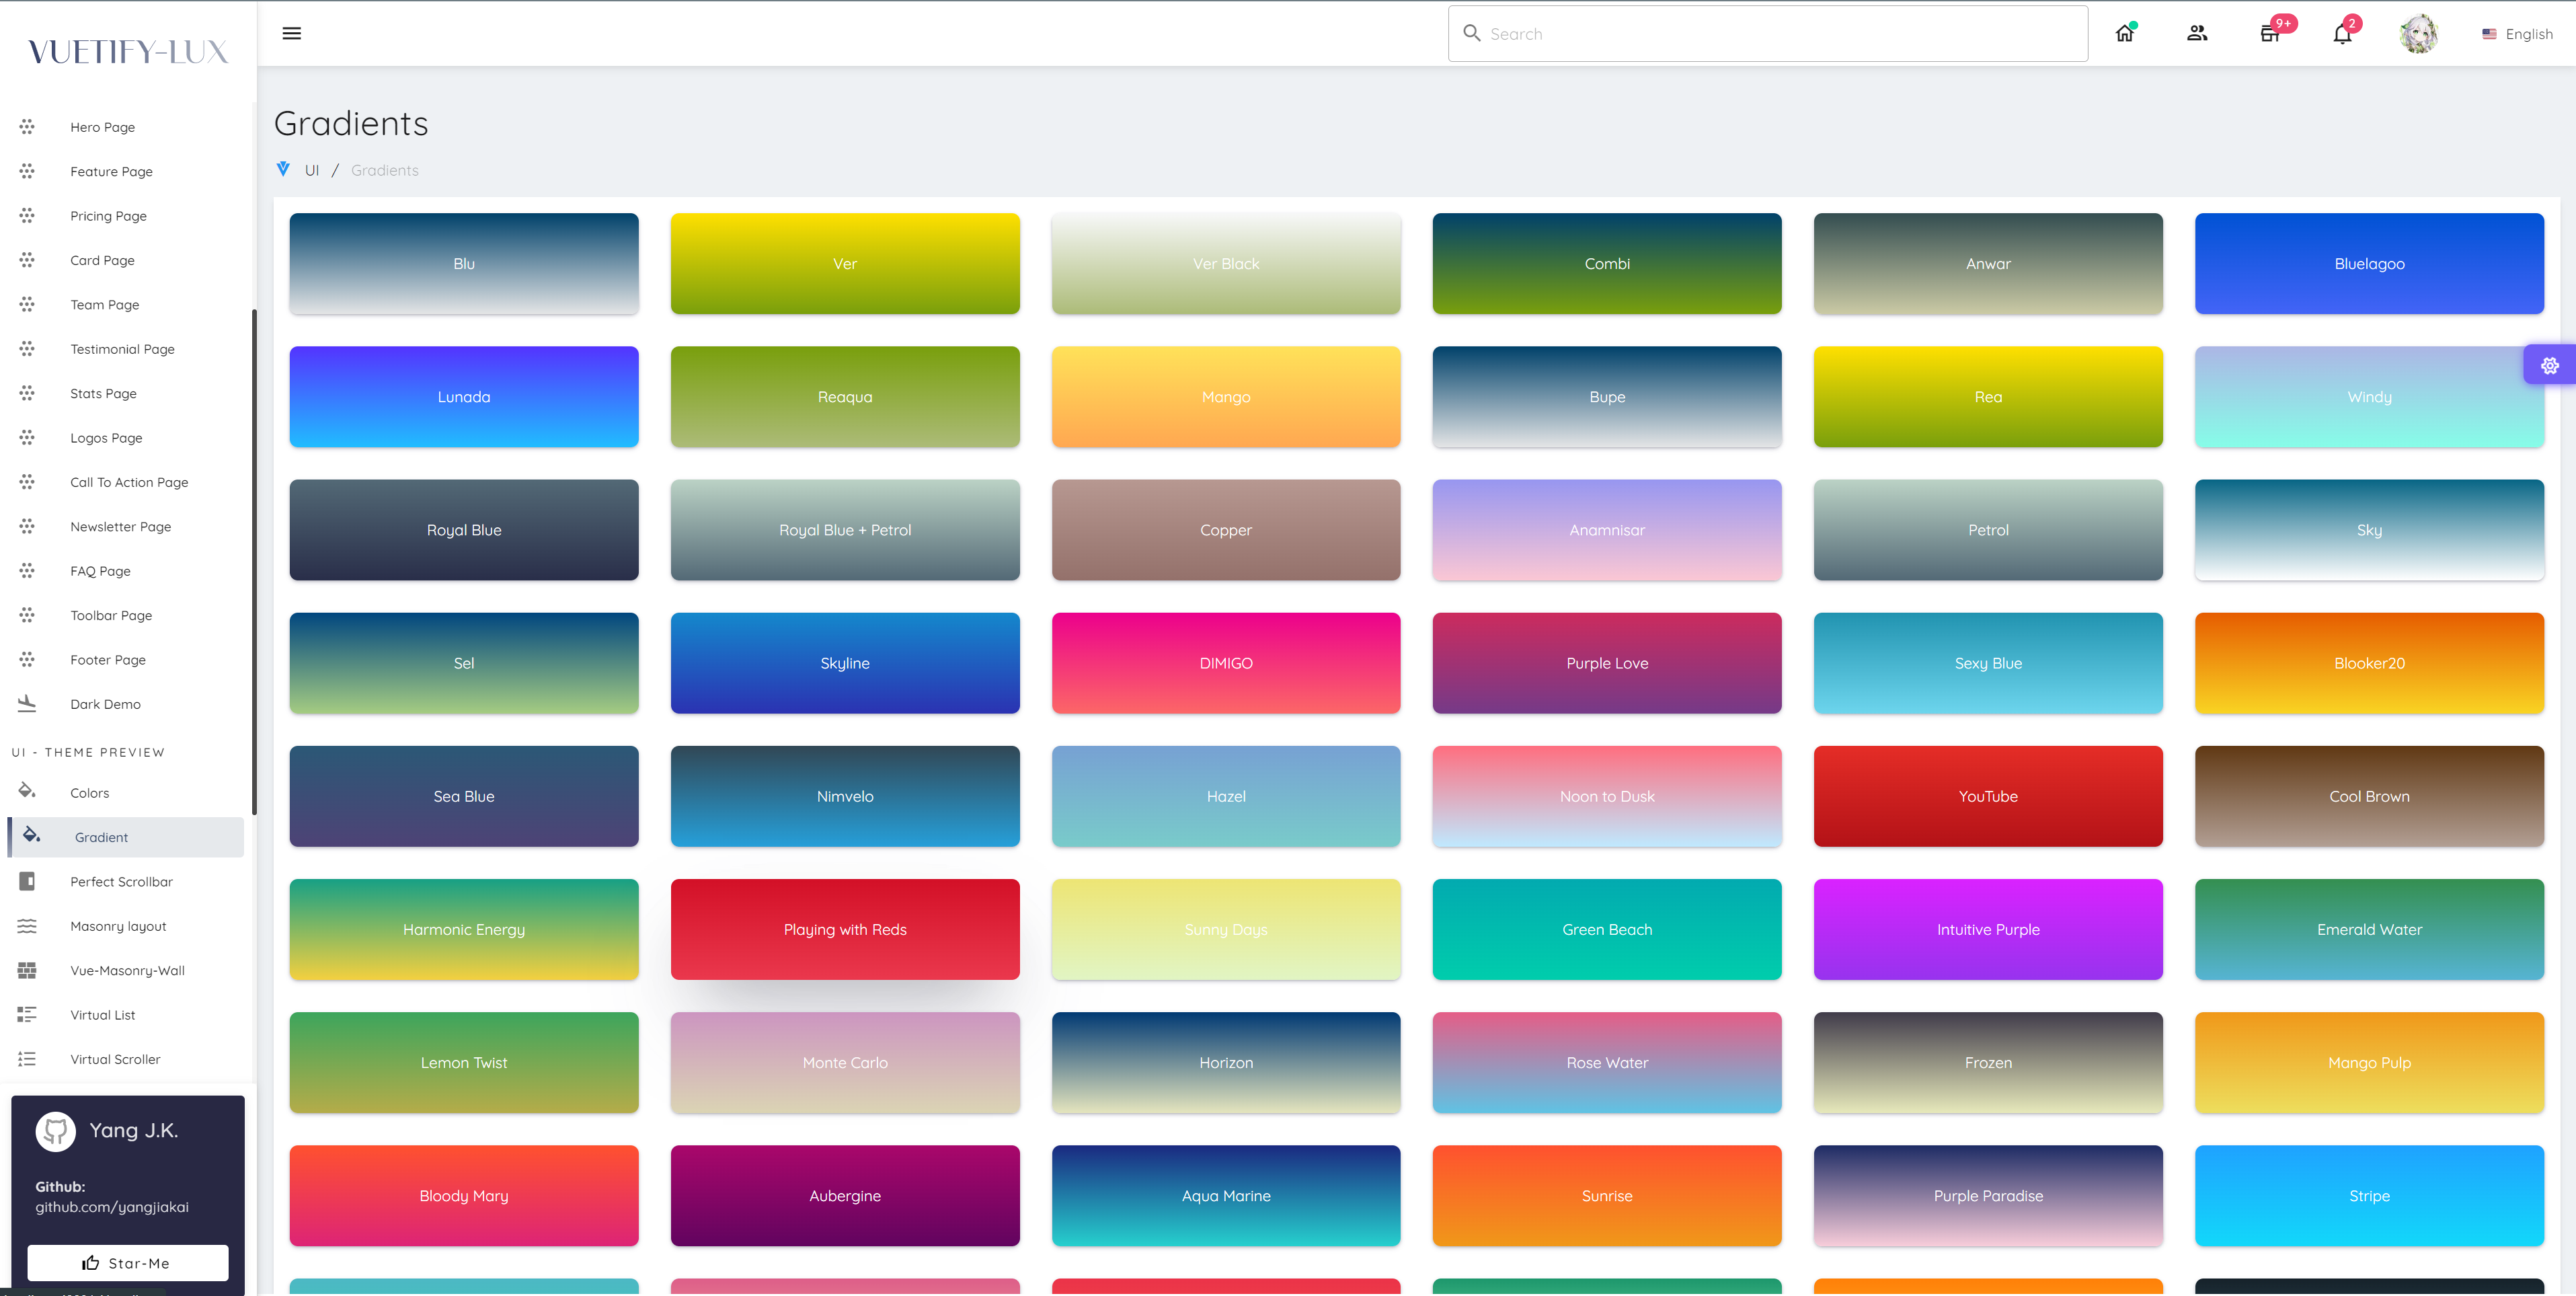 VUETIFY-LUX
Search
9+
2
English
Hero Page
Feature Page
Pricing Page
Card Page
Team Page
Testimonial Page
Stats Page
Logos Page
Call To Action Page
Newsletter Page
FAQ Page
Toolbar Page
Footer Page
Dark Demo
UI - THEME PREVIEW
Colors
Gradient
Perfect Scrollbar
Masonry layout
Vue-Masonry-Wall
Virtual List
Virtual Scroller
Yang J.K.
Github:
github.com/yangjiakai
Star-Me
Gradients
UI / Gradients
Blu
Ver
Ver Black
Combi
Anwar
Bluelagoo
Lunada
Reaqua
Mango
Bupe
Rea
Windy
Royal Blue
Royal Blue + Petrol
Copper
Anamnisar
Petrol
Sky
Sel
Skyline
DIMIGO
Purple Love
Sexy Blue
Blooker20
Sea Blue
Nimvelo
Hazel
Noon to Dusk
YouTube
Cool Brown
Harmonic Energy
Playing with Reds
Sunny Days
Green Beach
Intuitive Purple
Emerald Water
Lemon Twist
Monte Carlo
Horizon
Rose Water
Frozen
Mango Pulp
Bloody Mary
Aubergine
Aqua Marine
Sunrise
Purple Paradise
Stripe